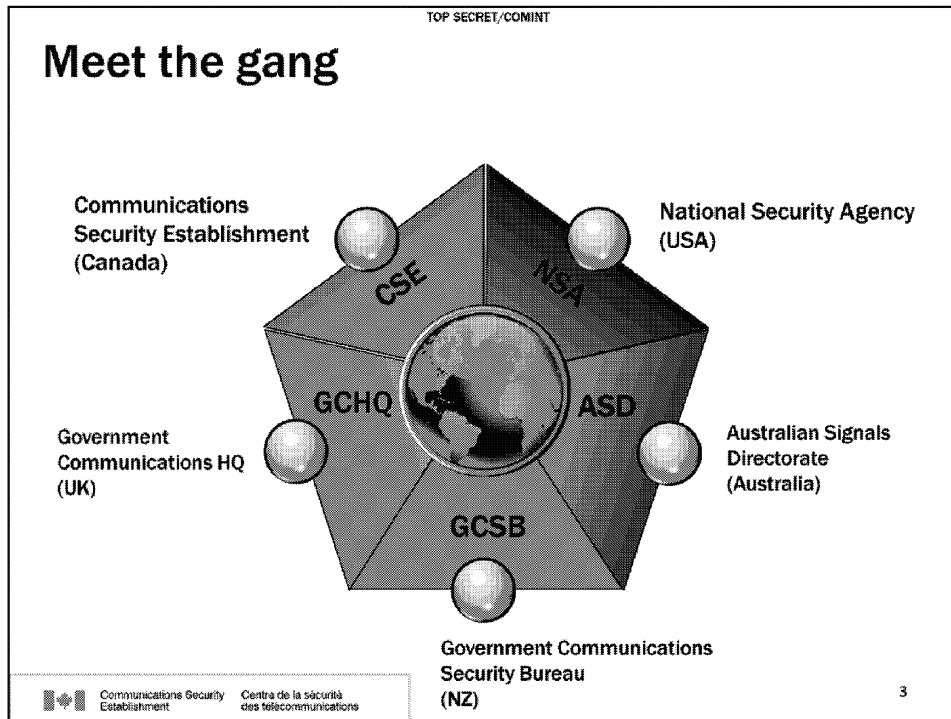 TOP SECRET/COMINT
Meet the gang
Communications
Security Establishment
(Canada)
National Security Agency
(USA)
CSE
NSA
GCHQ
ASD
Government
Communications HQ
(UK)
Australian Signals
Directorate
(Australia)
GCSB
Government Communications
Security Bureau
(NZ)
Communications Security
Establishment
Centre de la sécurité
des télécommunications
3